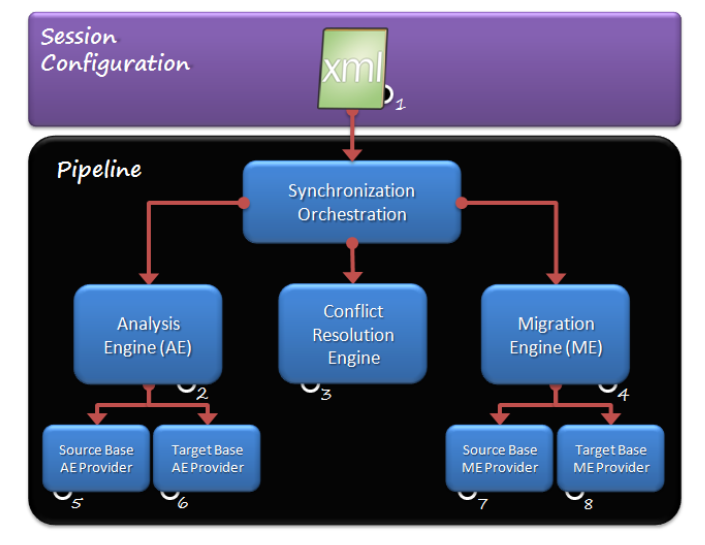 Session
Configuration
xml
1
Pipeline
Synchronization
Orchestration
Analysis
Engine (AE)
2
Conflict
Resolution
Engine
3
Migration
Engine (ME)
4
Source Base
AE Provider
5
Target Base
AE Provider
6
Source Base
ME Provider
7
Target Base
ME Provider
8